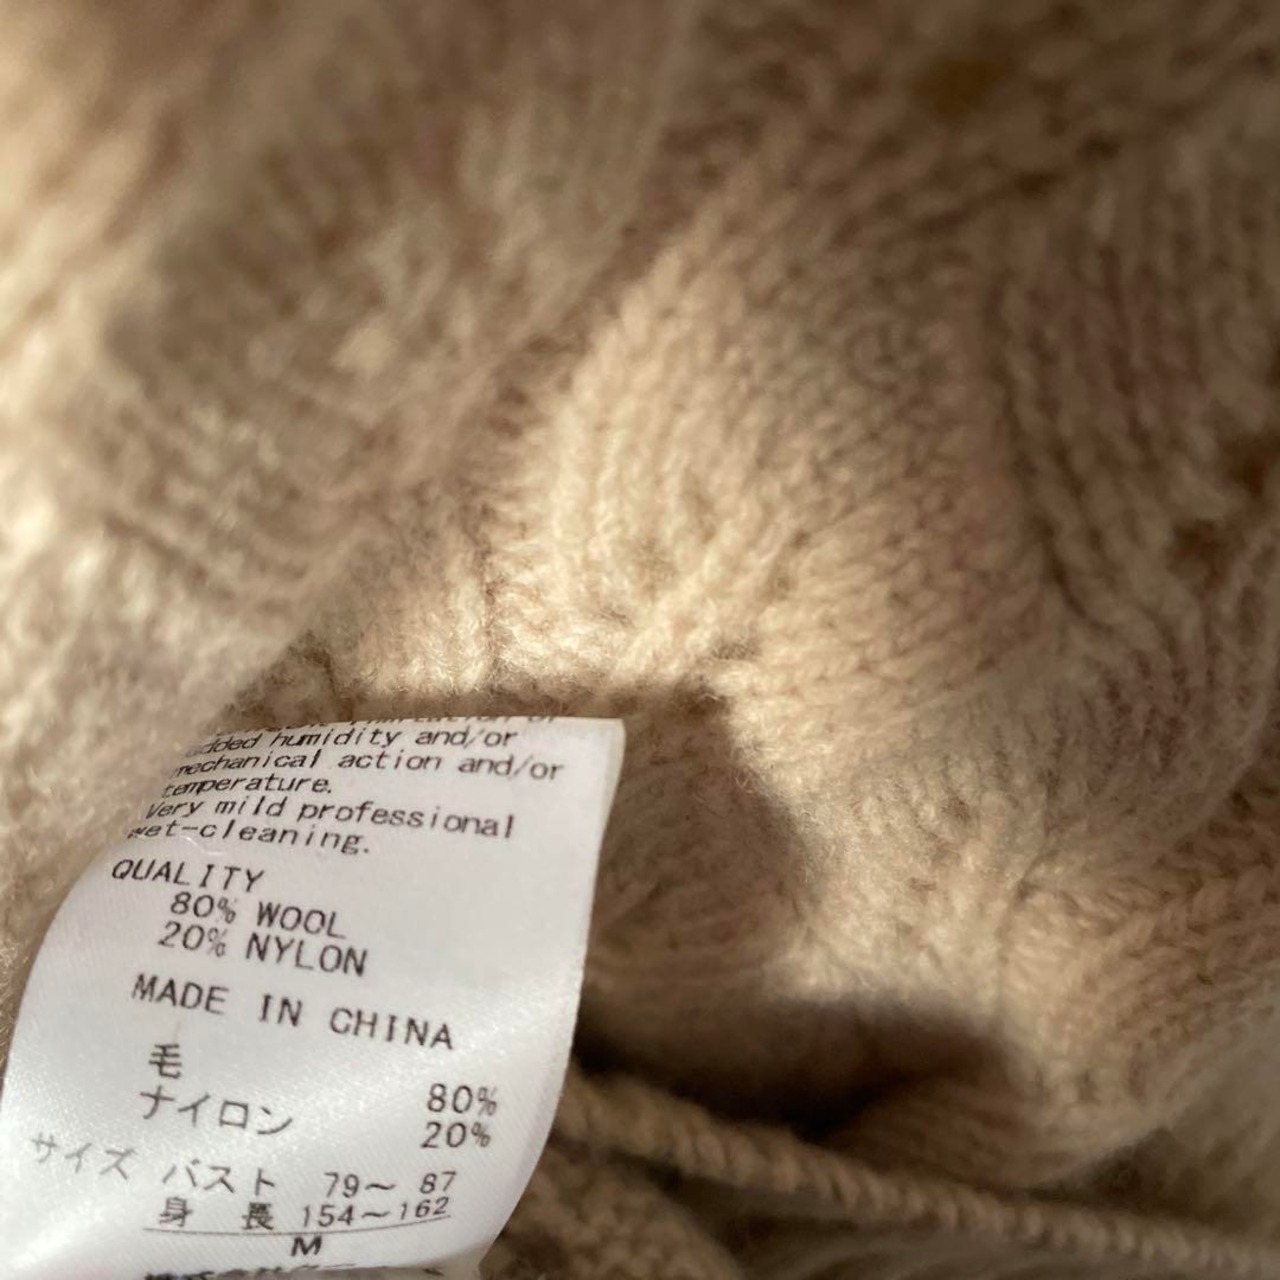 added humidity and/or
mechanical action and/or
temperature.
Very mild professional
wet-cleaning.
QUALITY
80% WOOL
20% NYLON
MADE IN CHINA
毛 80%
ナイロン 20%
サイズ バスト 79～ 87
身 長 154～162
M